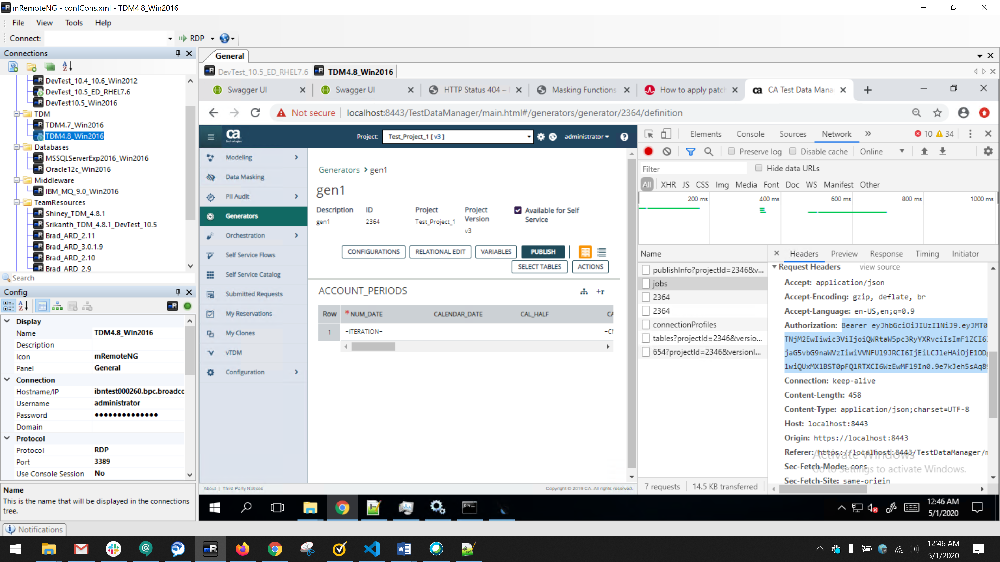 mRemoteNG - confCons.xml - TDM4.8_Win2016
File View Tools Help
Connect: RDP
Connections
DevTest_10.4_10.6_Win2012
DevTest_10.5_ED_RHEL7.6
DevTest10.5_Win2016
TDM
TDM4.7_Win2016
TDM4.8_Win2016
Databases
MSSQLServerExp2016_Win2016
Oracle12c_Win2016
Middleware
IBM_MQ_9.0_Win2016
TeamResources
Shiney_TDM_4.8.1
Srikanth_TDM_4.8.1_DevTest_10.5
Brad_ARD_2.11
Brad_ARD_3.0.1.9
Brad_ARD_2.10
Brad ARD 2.9
Search
Config
Display
Name TDM4.8_Win2016
Description
Icon mRemoteNG
Panel General
Connection
Hostname/IP ibntest000260.bpc.broadco
Username administrator
Password ●●●●●●●●●●●●●●
Domain
Protocol
Protocol RDP
Port 3389
Use Console Session No
Name
This is the name that will be displayed in the connections
tree.
Notifications
General
DevTest_10.5_ED_RHEL7.6 TDM4.8_Win2016
Swagger UI Swagger UI HTTP Status 404 – Masking Functions How to apply patch CA Test Data Mana
Not secure localhost:8443/TestDataManager/main.html#/generators/generator/2364/definition
ca technologies Project: Test_Project_1 [ v3 ] administrator
Modeling
Data Masking
PII Audit
Generators
Orchestration
Self Service Flows
Self Service Catalog
Submitted Requests
My Reservations
My Clones
vTDM
Configuration
Generators > gen1
gen1
Description ID Project Project Version Available for Self Service
gen1 2364 Test_Project_1 v3
CONFIGURATIONS RELATIONAL EDIT VARIABLES PUBLISH
SELECT TABLES ACTIONS
ACCOUNT_PERIODS +r
Row *NUM_DATE CALENDAR_DATE CAL_HALF CA
1 ~ITERATION~
About | Third Party Notices Copyright © 2019 CA. All rights reserved.
Elements Console Sources Network » 10 34
Preserve log Disable cache Online
Filter Hide data URLs
All XHR JS CSS Img Media Font Doc WS Manifest Other
200 ms 400 ms 600 ms 800 ms 1000 ms
Name
publishInfo?projectId=2346&v...
jobs
2364
2364
connectionProfiles
tables?projectId=2346&versio...
654?projectId=2346&versionI...
7 requests 14.5 KB transferred
Headers Preview Response Timing Initiator
Request Headers view source
Accept: application/json
Accept-Encoding: gzip, deflate, br
Accept-Language: en-US,en;q=0.9
Authorization: Bearer eyJhbGciOiJIUzI1NiJ9.eyJMT0
TNjM2EwIiwic3ViIjoiQWRtaW5pc3RyYXRvciIsImF1ZCI6I
jaG5vbG9naWVzIiwiVVNFUl9JRCI6IjEiLCJleHAiOjE1ODg
1wiQUxMX1BST0pFQ1RTXCI6WzEwMF19In0.9e7kJeh5sAq89
Connection: keep-alive
Content-Length: 458
Content-Type: application/json;charset=UTF-8
Host: localhost:8443
Origin: https://localhost:8443
Referer: https://localhost:8443/TestDataManager/m
Sec-Fetch-Mode: cors
Sec-Fetch-Site: same-origin
Activate Windows
Go to Settings to activate Windows.
12:46 AM
5/1/2020
12:46 AM
5/1/2020